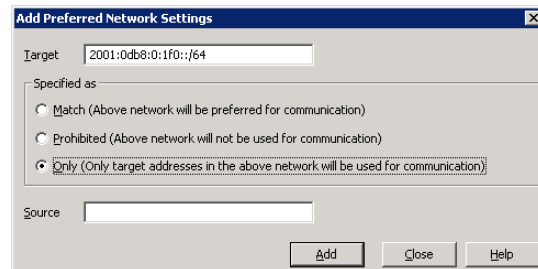 Add Preferred Network Settings
Target 2001:0db8:0:1f0::/64
Specified as
Match (Above network will be preferred for communication)
Prohibited (Above network will not be used for communication)
Only (Only target addresses in the above network will be used for communication)
Source
Add Close Help